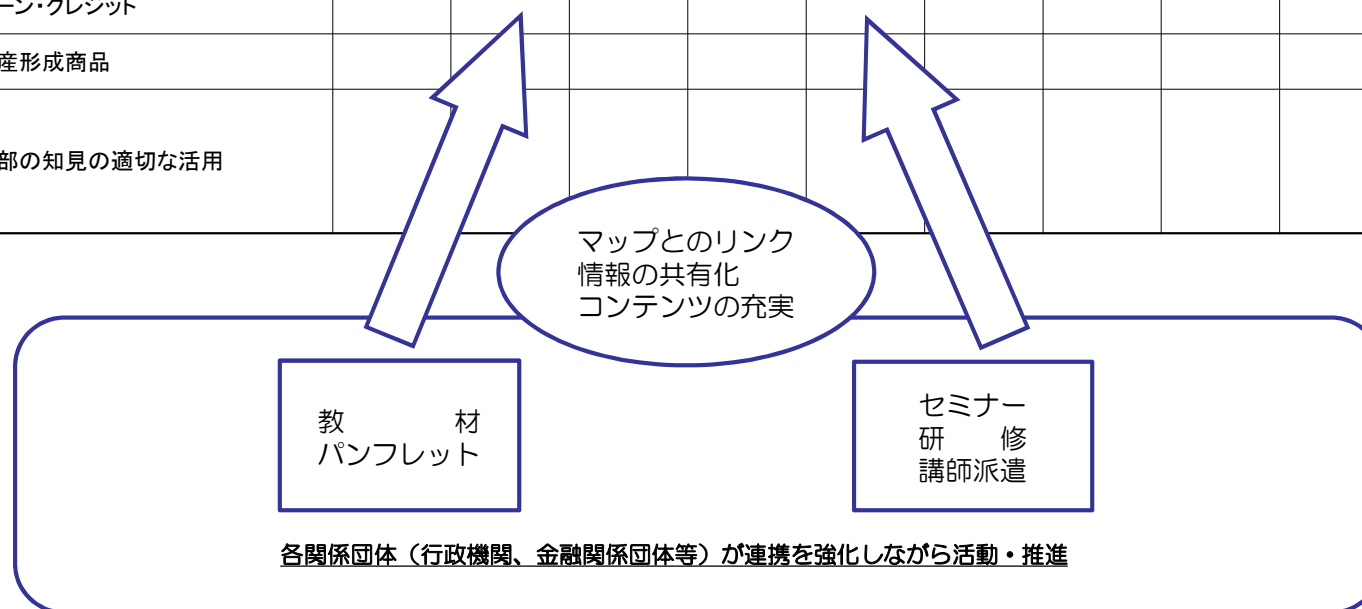 ーン・クレジット
産形成商品
部の知見の適切な活用
マップとのリンク
情報の共有化
コンテンツの充実
教　　　　材
パンフレット
セミナー
研　　修
講師派遣
各関係団体（行政機関、金融関係団体等）が連携を強化しながら活動・推進